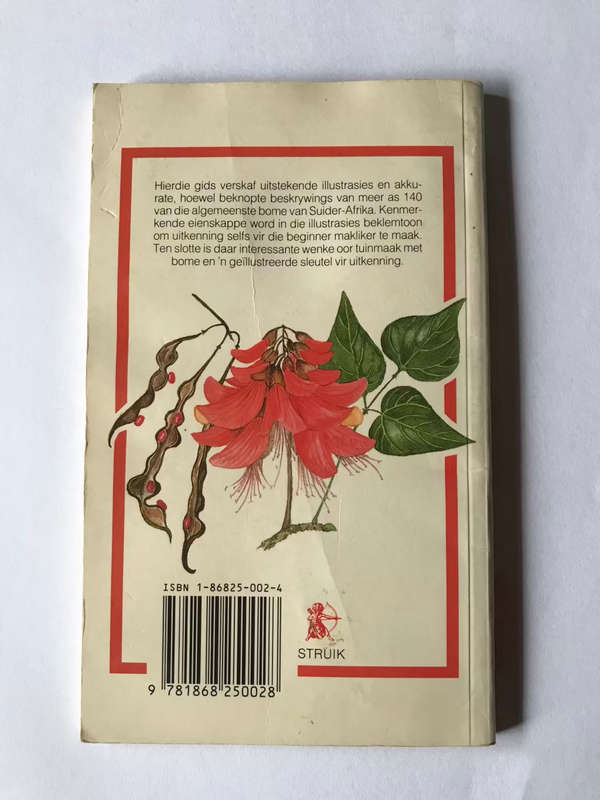 Hierdie gids verskaf uitstekende illustrasies en akku-
rate, hoewel beknopte beskrywings van meer as 140
van die algemeenste bome van Suider-Afrika. Kenmer-
kende eienskappe word in die illustrasies beklemtoon
om uitkenning selfs vir die beginner makliker te maak.
Ten slotte is daar interessante wenke oor tuinmaak met
bome en 'n geïllustreerde sleutel vir uitkenning.
ISBN 1-86825-002-4
STRUIK
9 781868 250028